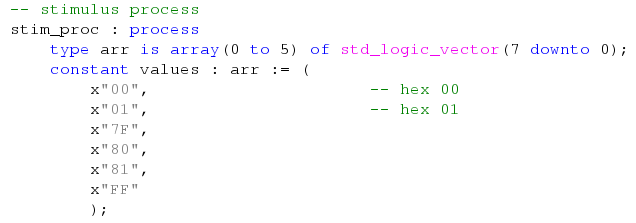 -- stimulus process
stim_proc : process
    type arr is array(0 to 5) of std_logic_vector(7 downto 0);
    constant values : arr := (
        x"00",                      -- hex 00
        x"01",                      -- hex 01
        x"7F",
        x"80",
        x"81",
        x"FF"
        );